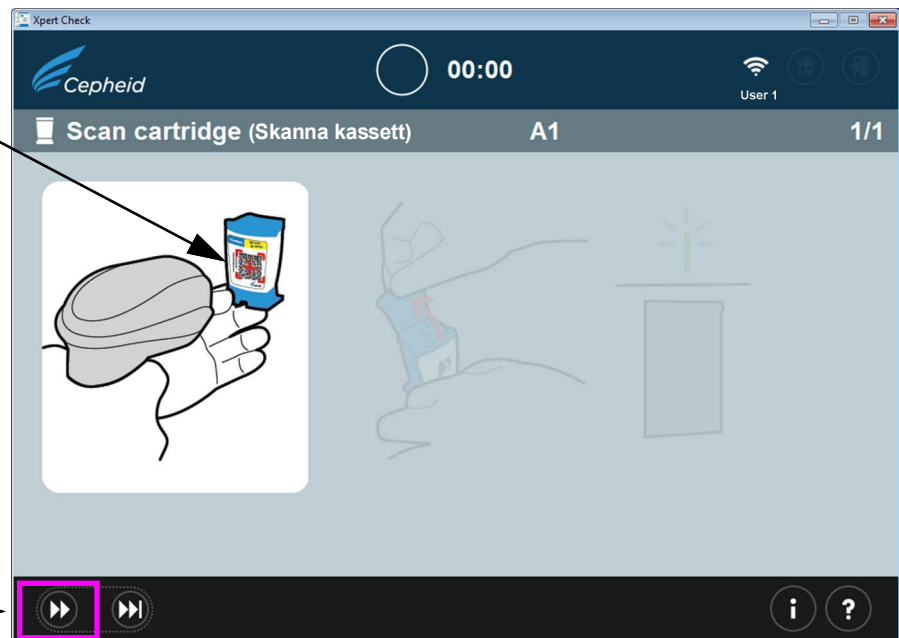 Xpert Check
Cepheid
00:00
User 1
Scan cartridge (Skanna kassett) A1 1/1
i ?